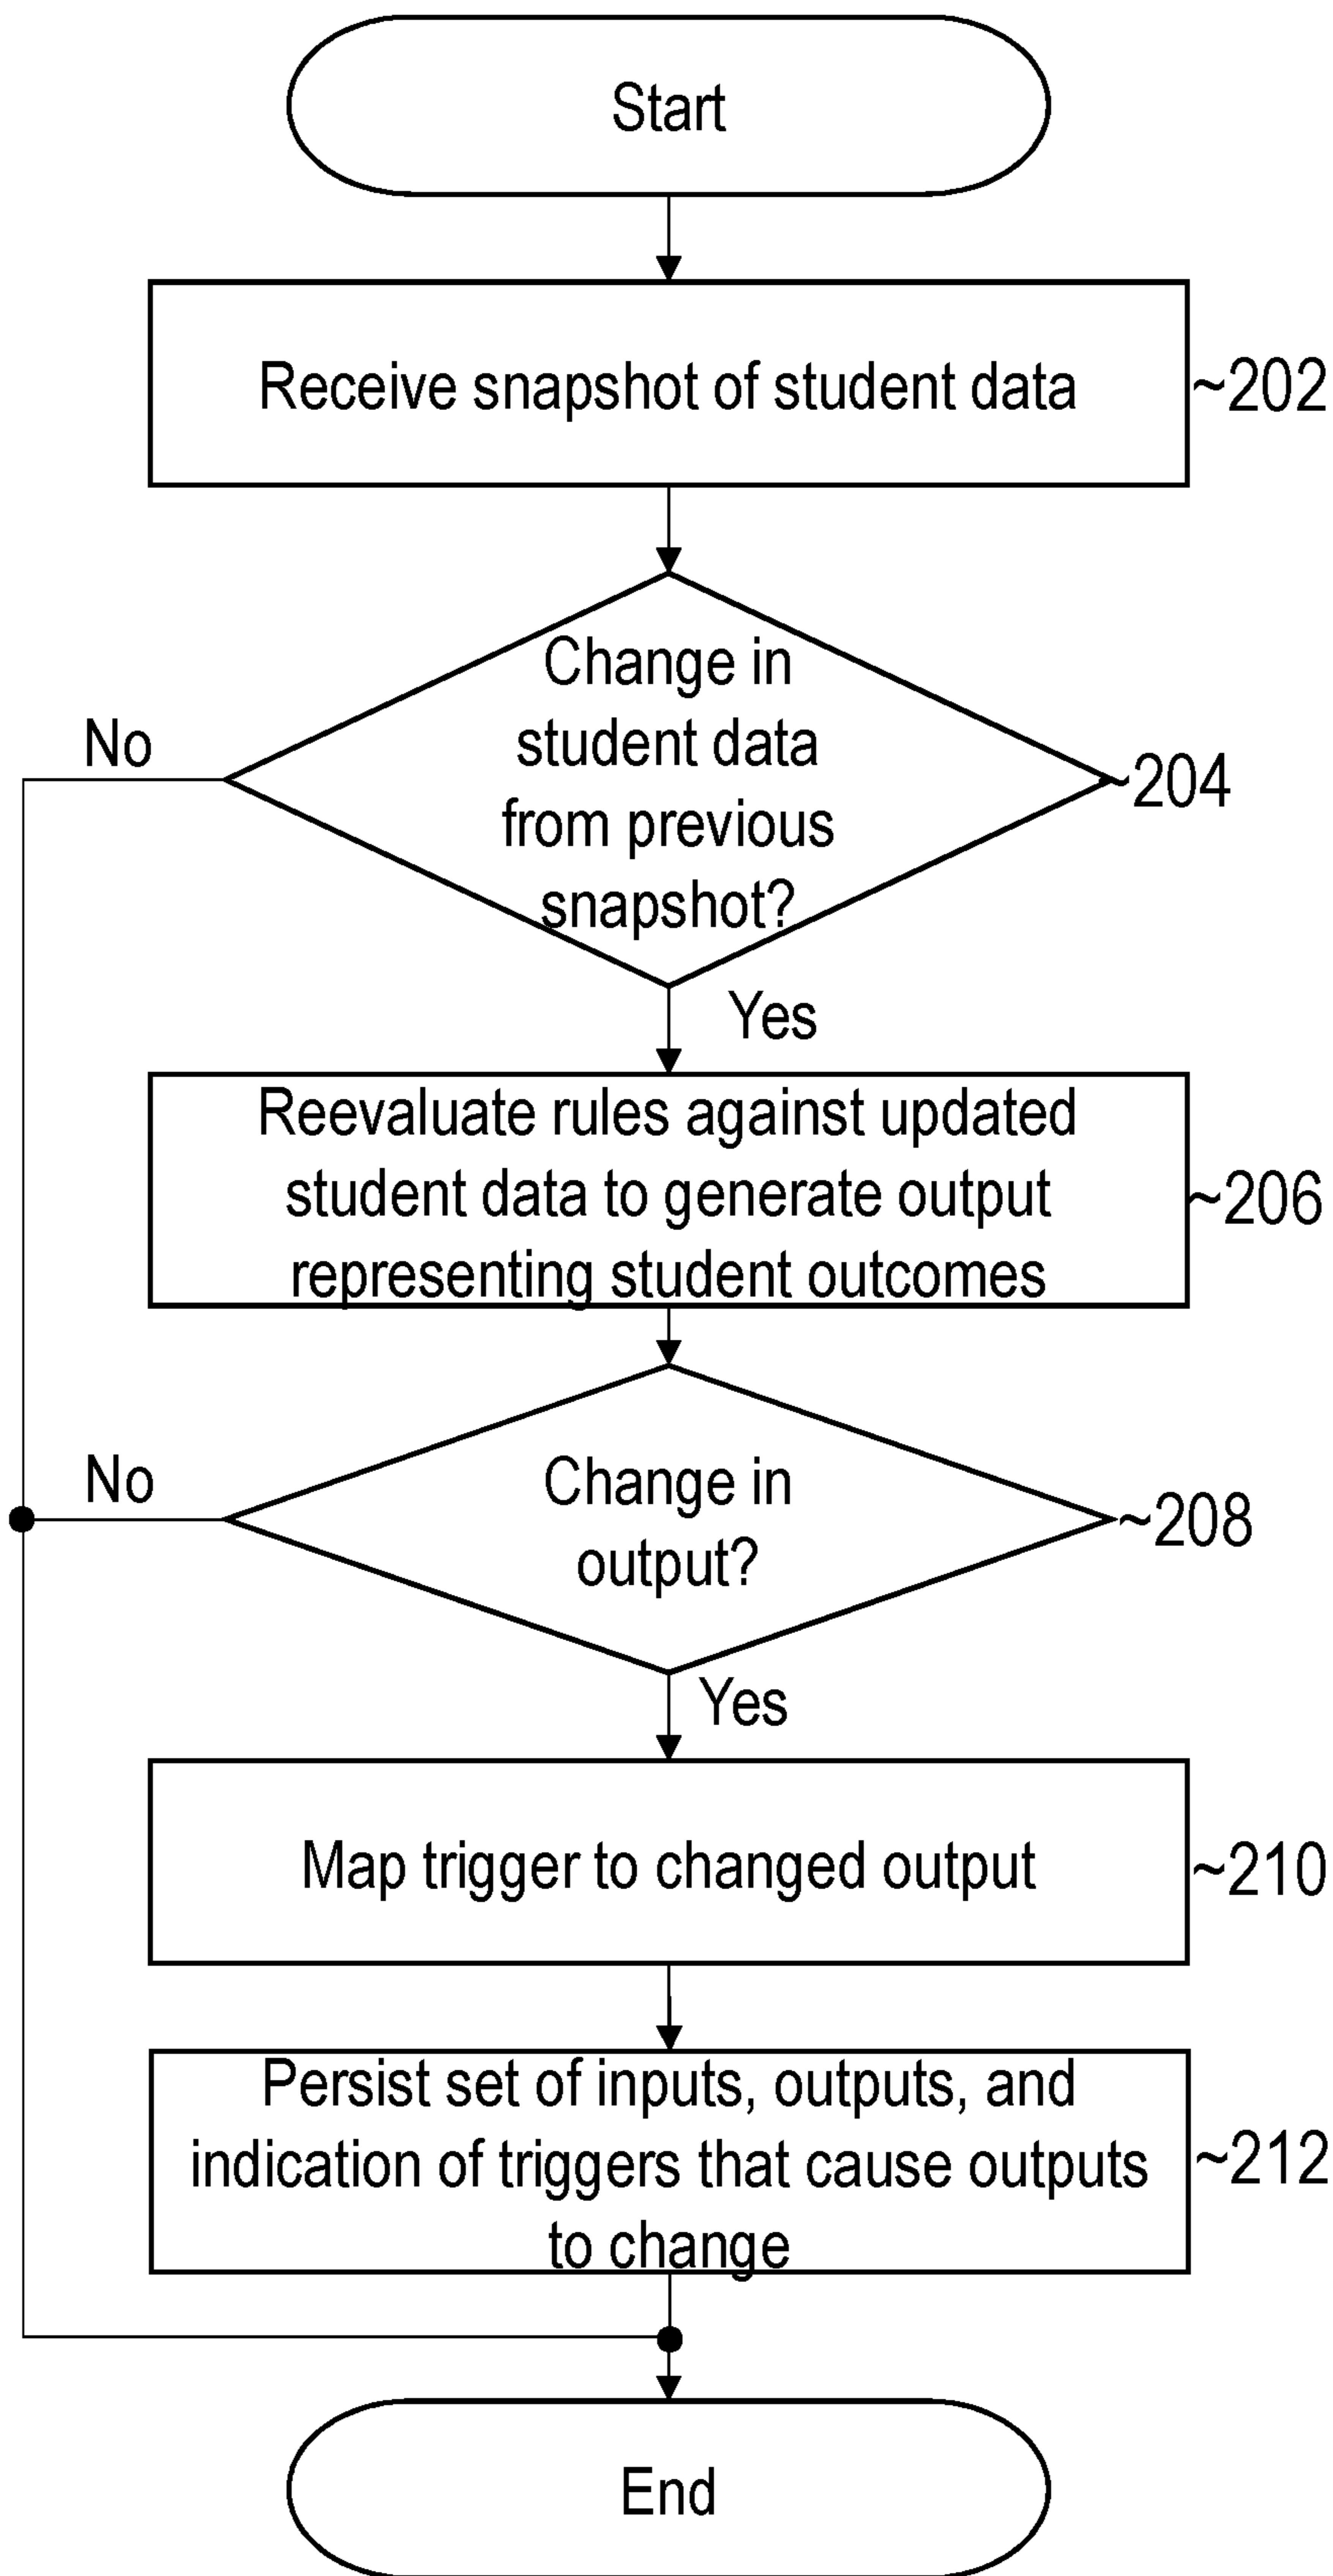 Start
Receive snapshot of student data
~202
Change in
student data
from previous
snapshot?
~204
No
Yes
Reevaluate rules against updated
student data to generate output
representing student outcomes
~206
Change in
output?
~208
No
Yes
Map trigger to changed output
~210
Persist set of inputs, outputs, and
indication of triggers that cause outputs
to change
~212
End